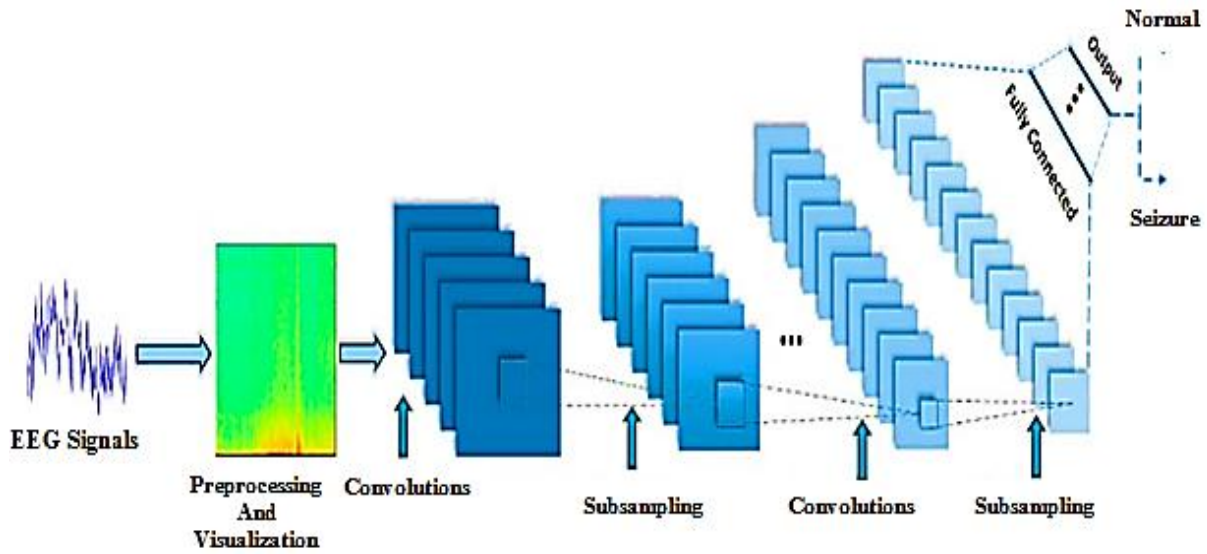 Normal
Output
Fully Connected
Seizure
EEG Signals
Preprocessing
And
Visualization
Convolutions
Subsampling
Convolutions
Subsampling